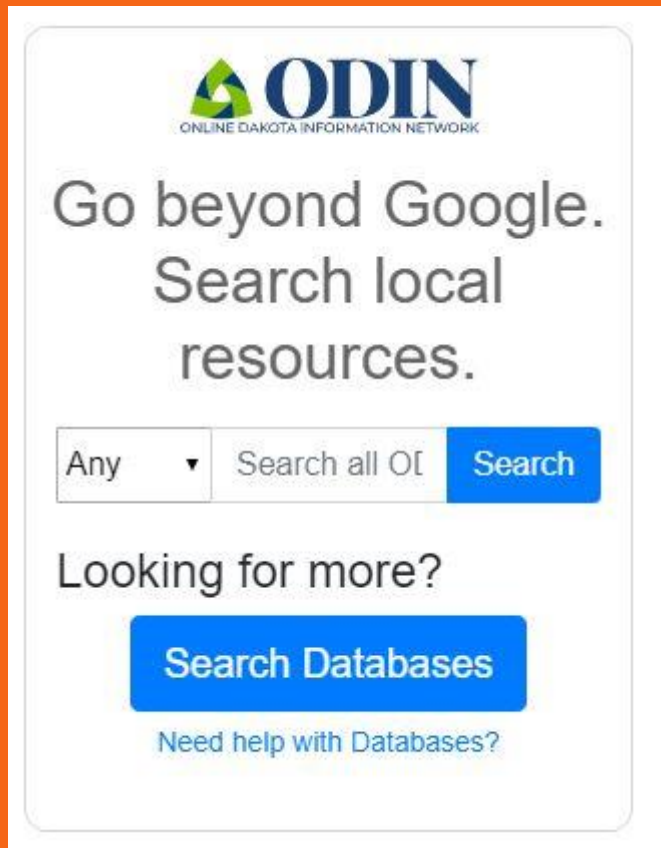 ODIN
ONLINE DAKOTA INFORMATION NETWORK
Go beyond Google.
Search local
resources.
Any Search all OD Search
Looking for more?
Search Databases
Need help with Databases?